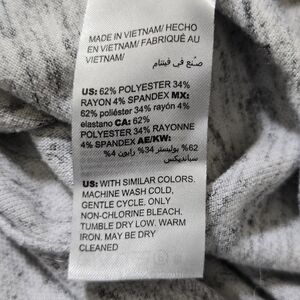 MADE IN VIETNAM/ HECHO
EN VIETNAM/ FABRIQUÉ AU
VIETNAM/
صنع في فيتنام
US: 62% POLYESTER 34%
RAYON 4% SPANDEX MX:
62% poliéster 34% rayón 4%
elastano CA: 62%
POLYESTER 34% RAYONNE
4% SPANDEX AE/KW:
62% بوليستر 34% رايون 4%
سبانديكس
US: WITH SIMILAR COLORS.
MACHINE WASH COLD,
GENTLE CYCLE. ONLY
NON-CHLORINE BLEACH.
TUMBLE DRY LOW. WARM
IRON. MAY BE DRY
CLEANED